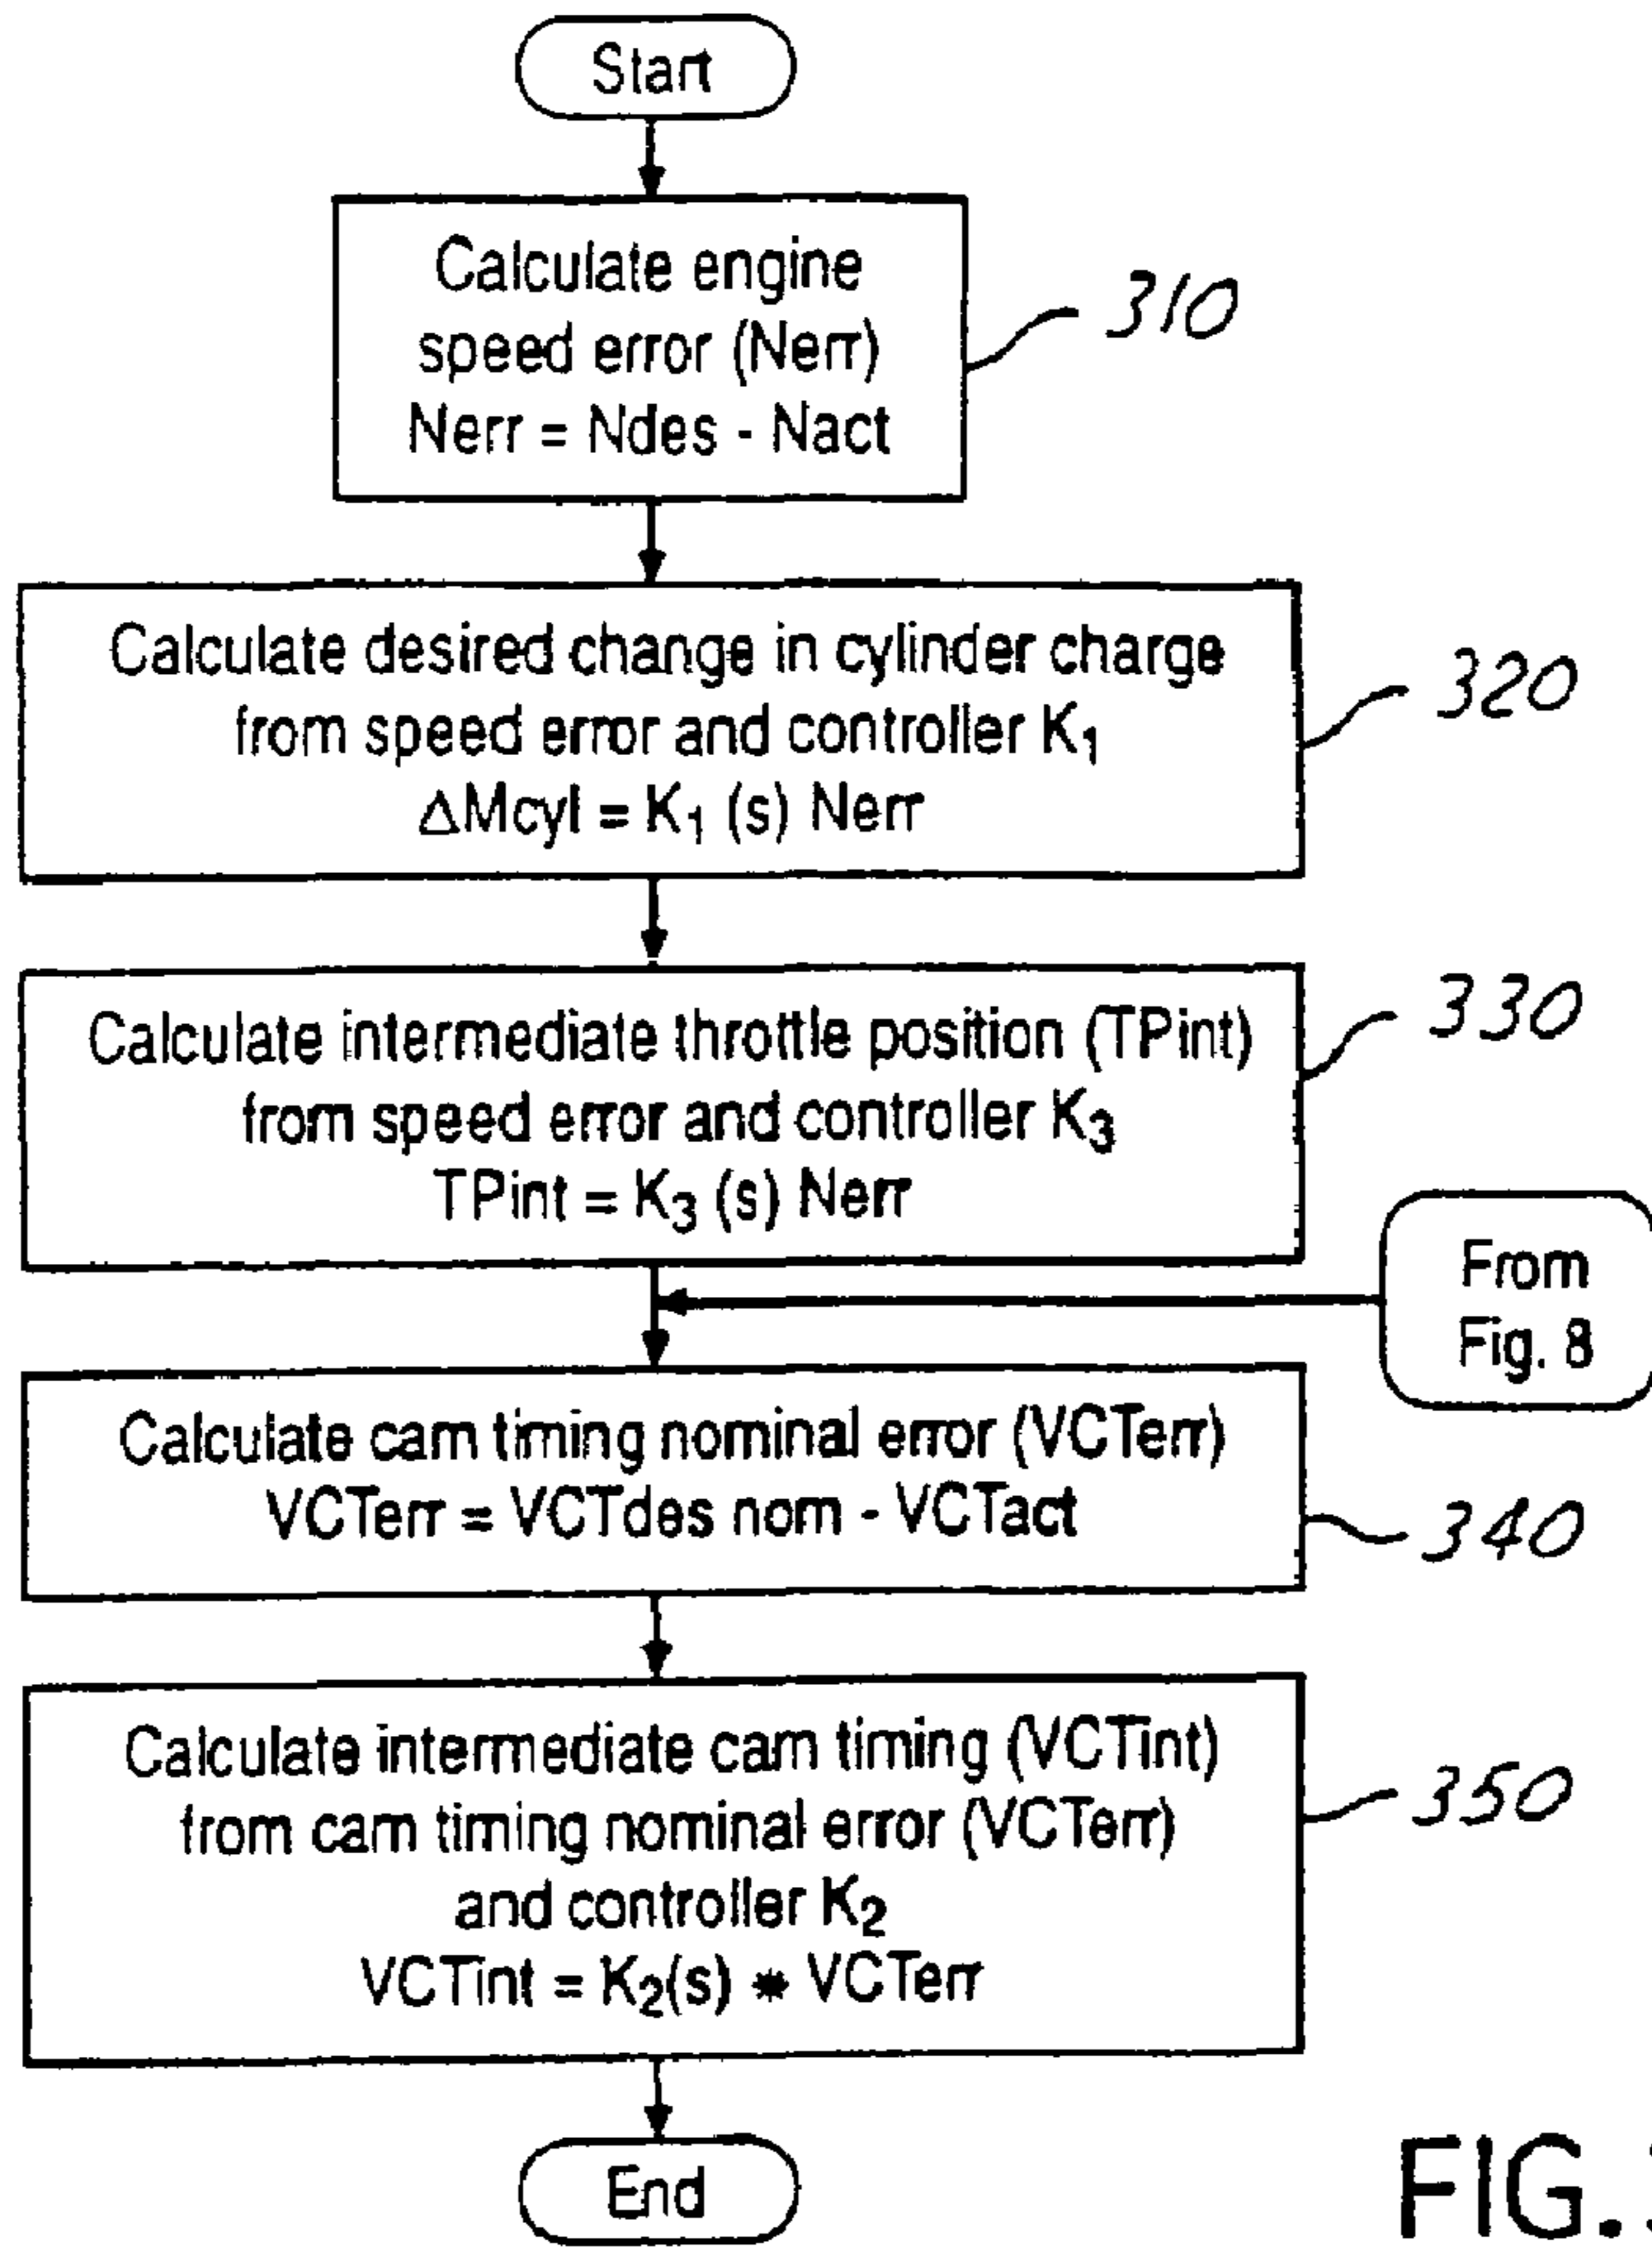 Start
Calculate engine
speed error (Nerr)
Nerr = Ndes - Nact
310
Calculate desired change in cylinder charge
from speed error and controller K₁
ΔMcyl = K₁ (s) Nerr
320
Calculate intermediate throttle position (TPint)
from speed error and controller K₃
TPint = K₃ (s) Nerr
330
From
Fig. 8
Calculate cam timing nominal error (VCTerr)
VCTerr = VCTdes nom - VCTact
340
Calculate intermediate cam timing (VCTint)
from cam timing nominal error (VCTerr)
and controller K₂
VCTint = K₂(s) * VCTerr
350
End
FIG.